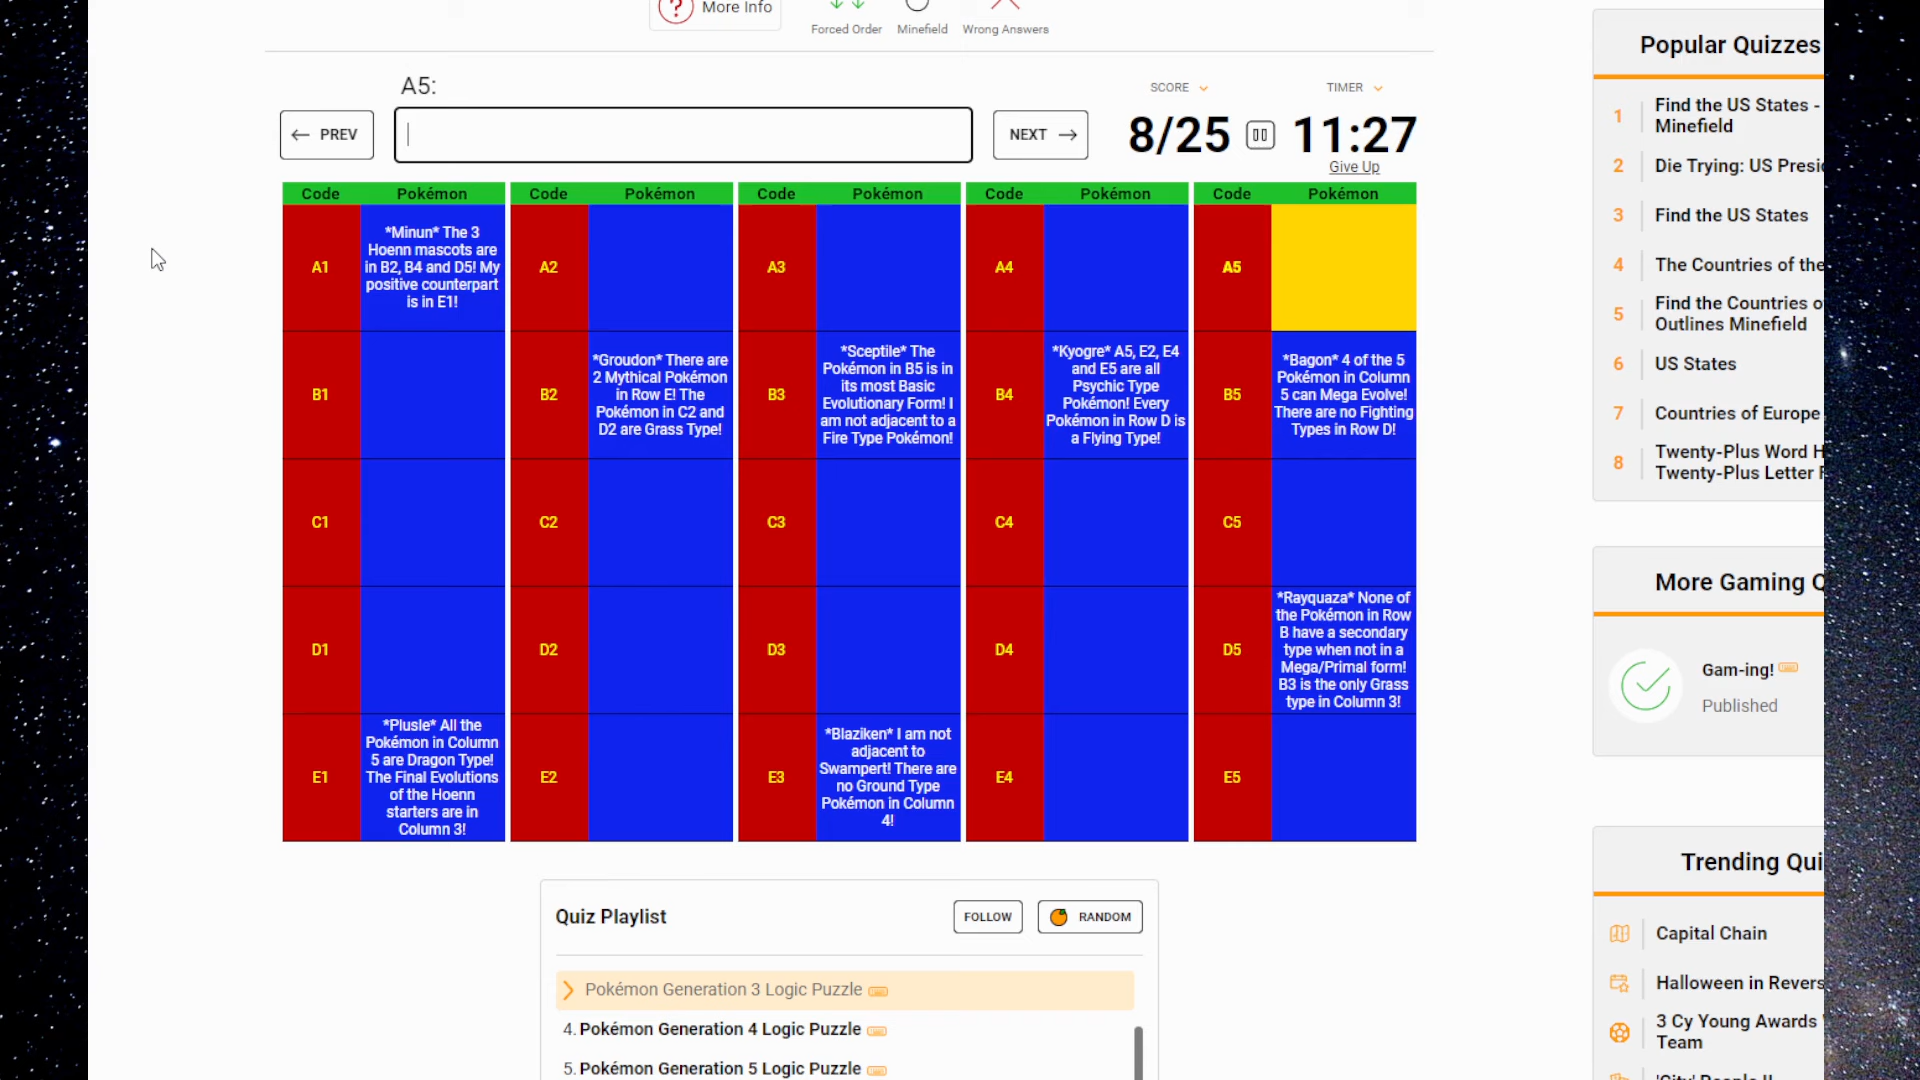 More Info
Forced Order
Minefield
Wrong Answers
A5:
← PREV
NEXT →
SCORE
8/25
TIMER
11:27
Give Up
Code Pokémon Code Pokémon Code Pokémon Code Pokémon Code Pokémon
A1
*Minun* The 3
Hoenn mascots are
in B2, B4 and D5! My
positive counterpart
is in E1!
A2
A3
A4
A5
B1
B2
*Groudon* There are
2 Mythical Pokémon
in Row E! The
Pokémon in C2 and
D2 are Grass Type!
B3
*Sceptile* The
Pokémon in B5 is in
its most Basic
Evolutionary Form! I
am not adjacent to a
Fire Type Pokémon!
B4
*Kyogre* A5, E2, E4
and E5 are all
Psychic Type
Pokémon! Every
Pokémon in Row D is
a Flying Type!
B5
*Bagon* 4 of the 5
Pokémon in Column
5 can Mega Evolve!
There are no Fighting
Types in Row D!
C1
C2
C3
C4
C5
D1
D2
D3
D4
D5
*Rayquaza* None of
the Pokémon in Row
B have a secondary
type when not in a
Mega/Primal form!
B3 is the only Grass
type in Column 3!
E1
*Plusle* All the
Pokémon in Column
5 are Dragon Type!
The Final Evolutions
of the Hoenn
starters are in
Column 3!
E2
E3
*Blaziken* I am not
adjacent to
Swampert! There are
no Ground Type
Pokémon in Column
4!
E4
E5
Quiz Playlist
FOLLOW
RANDOM
Pokémon Generation 3 Logic Puzzle
4. Pokémon Generation 4 Logic Puzzle
5. Pokémon Generation 5 Logic Puzzle
Popular Quizzes
1 Find the US States -
Minefield
2 Die Trying: US Presi
3 Find the US States
4 The Countries of the
5 Find the Countries o
Outlines Minefield
6 US States
7 Countries of Europe
8 Twenty-Plus Word H
Twenty-Plus Letter
More Gaming Q
Gam-ing!
Published
Trending Qui
Capital Chain
Halloween in Revers
3 Cy Young Awards
Team